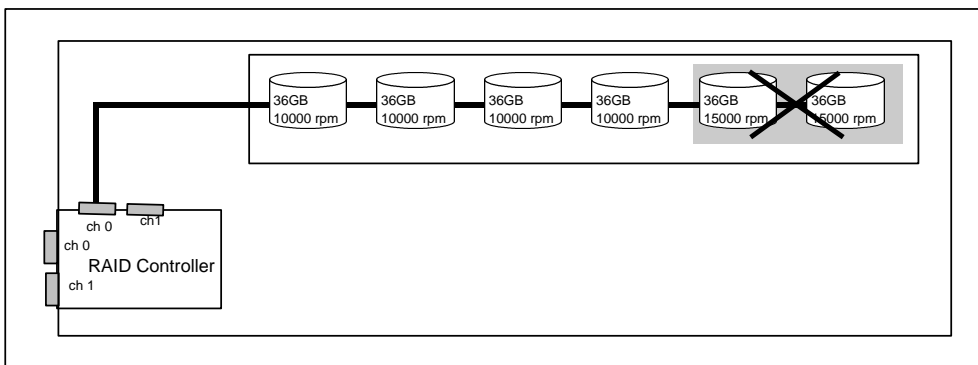 36GB
10000 rpm
36GB
10000 rpm
36GB
10000 rpm
36GB
10000 rpm
36GB
15000 rpm
36GB
15000 rpm
ch 0
ch1
ch 0
RAID Controller
ch 1